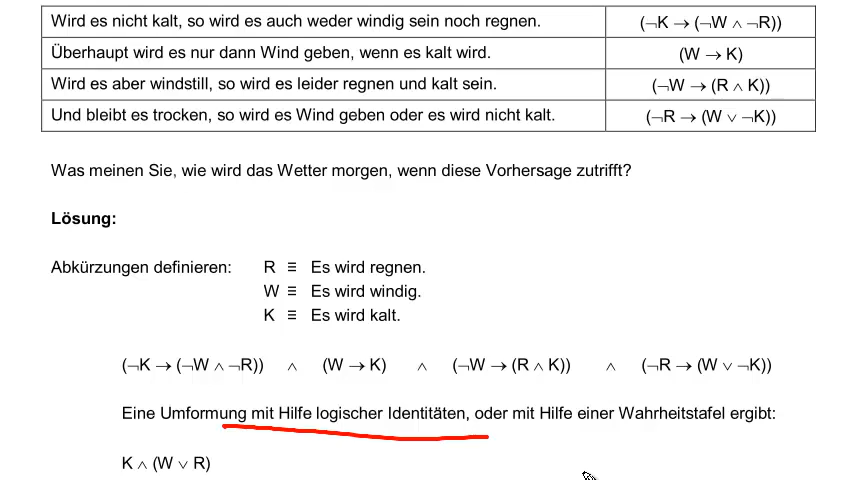 Wird es nicht kalt, so wird es auch weder windig sein noch regnen. (¬K → (¬W ∧ ¬R))
Überhaupt wird es nur dann Wind geben, wenn es kalt wird. (W → K)
Wird es aber windstill, so wird es leider regnen und kalt sein. (¬W → (R ∧ K))
Und bleibt es trocken, so wird es Wind geben oder es wird nicht kalt. (¬R → (W ∨ ¬K))
Was meinen Sie, wie wird das Wetter morgen, wenn diese Vorhersage zutrifft?
Lösung:
Abkürzungen definieren: R ≡ Es wird regnen.
W ≡ Es wird windig.
K ≡ Es wird kalt.
(¬K → (¬W ∧ ¬R)) ∧ (W → K) ∧ (¬W → (R ∧ K)) ∧ (¬R → (W ∨ ¬K))
Eine Umformung mit Hilfe logischer Identitäten, oder mit Hilfe einer Wahrheitstafel ergibt:
K ∧ (W ∨ R)